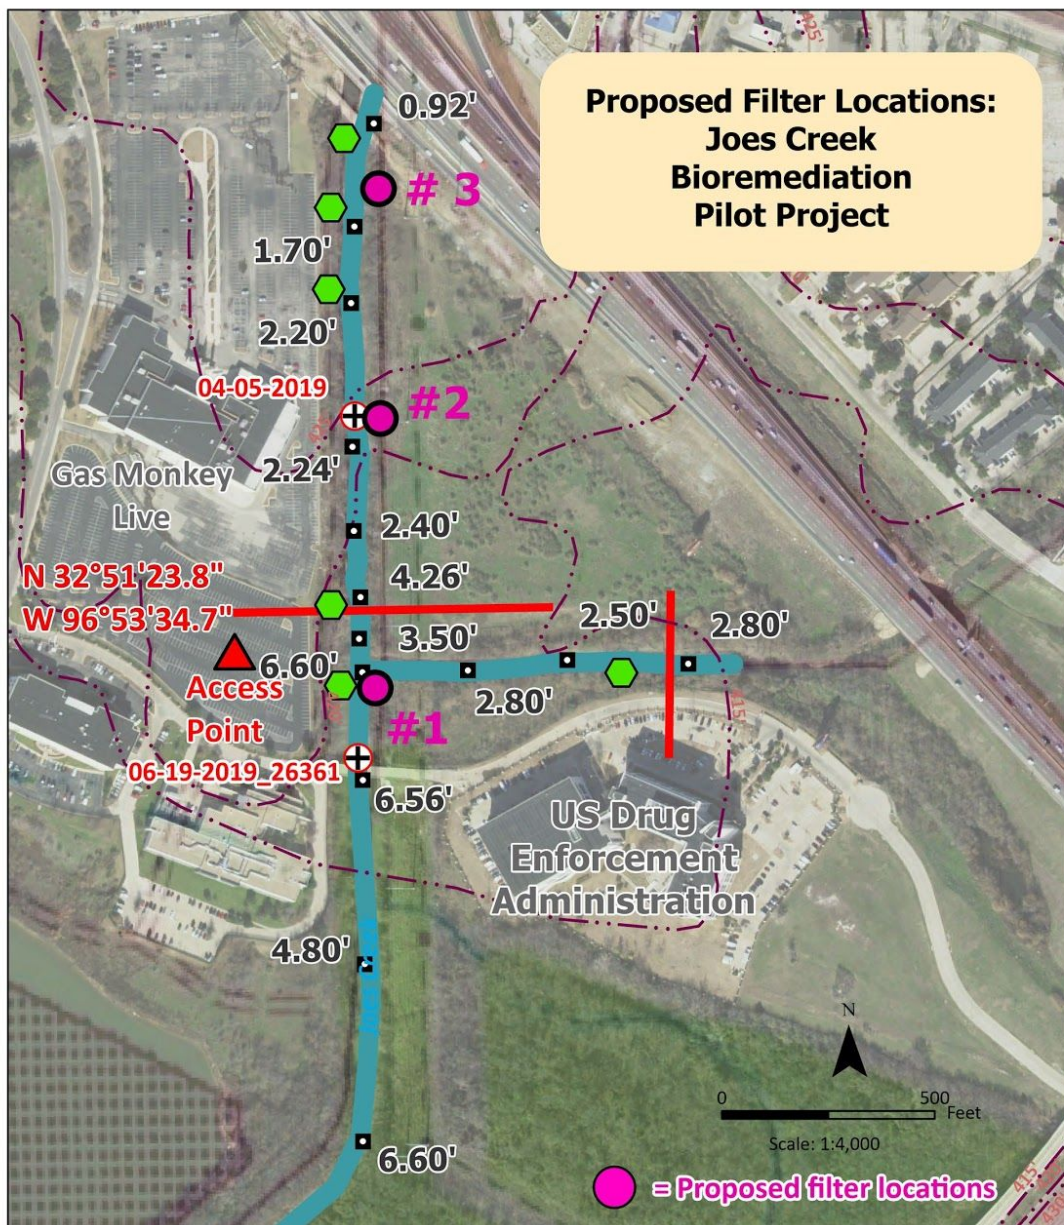 Proposed Filter Locations:
Joes Creek
Bioremediation
Pilot Project
425'
0.92'
# 3
1.70'
2.20'
04-05-2019
#2
2.24'
Gas Monkey
Live
2.40'
N 32°51'23.8"
W 96°53'34.7"
4.26'
3.50'
2.50'
2.80'
6.60'
2.80'
Access
Point
#1
415'
06-19-2019_26361
6.56'
US Drug
Enforcement
Administration
4.80'
N
0 500
Feet
Scale: 1:4,000
6.60'
415'
= Proposed filter locations